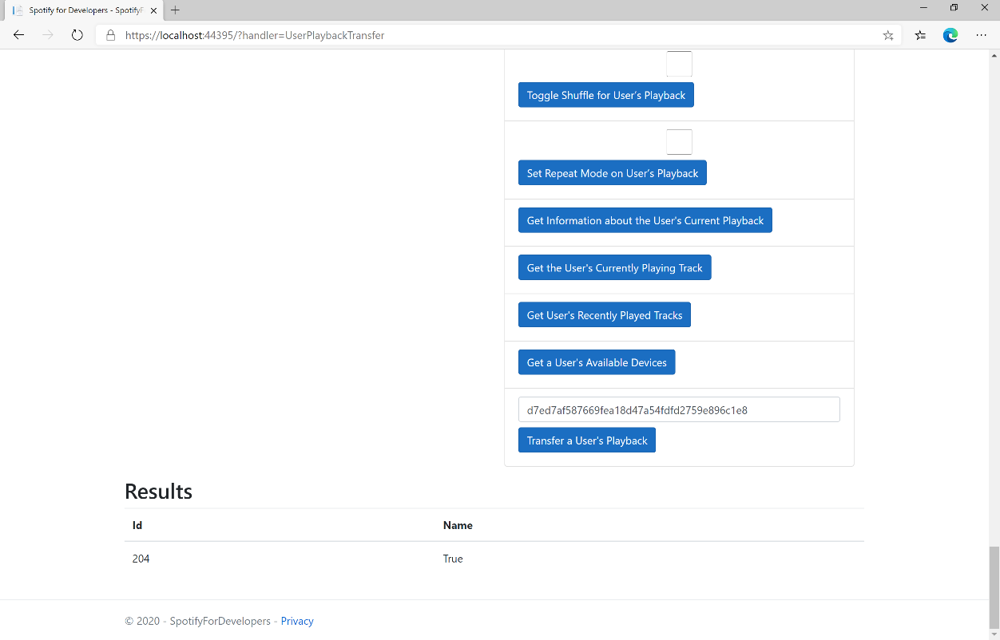 Spotify for Developers - SpotifyF
https://localhost:44395/?handler=UserPlaybackTransfer
Toggle Shuffle for User's Playback
Set Repeat Mode on User's Playback
Get Information about the User's Current Playback
Get the User's Currently Playing Track
Get User's Recently Played Tracks
Get a User's Available Devices
d7ed7af587669fea18d47a54fdfd2759e896c1e8
Transfer a User's Playback
Results
Id Name
204 True
© 2020 - SpotifyForDevelopers - Privacy